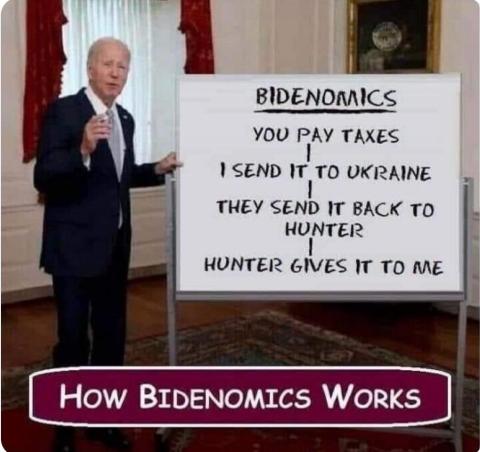 BIDENOMICS
YOU PAY TAXES
I SEND IT TO UKRAINE
THEY SEND IT BACK TO
HUNTER
HUNTER GIVES IT TO ME
HOW BIDENOMICS WORKS